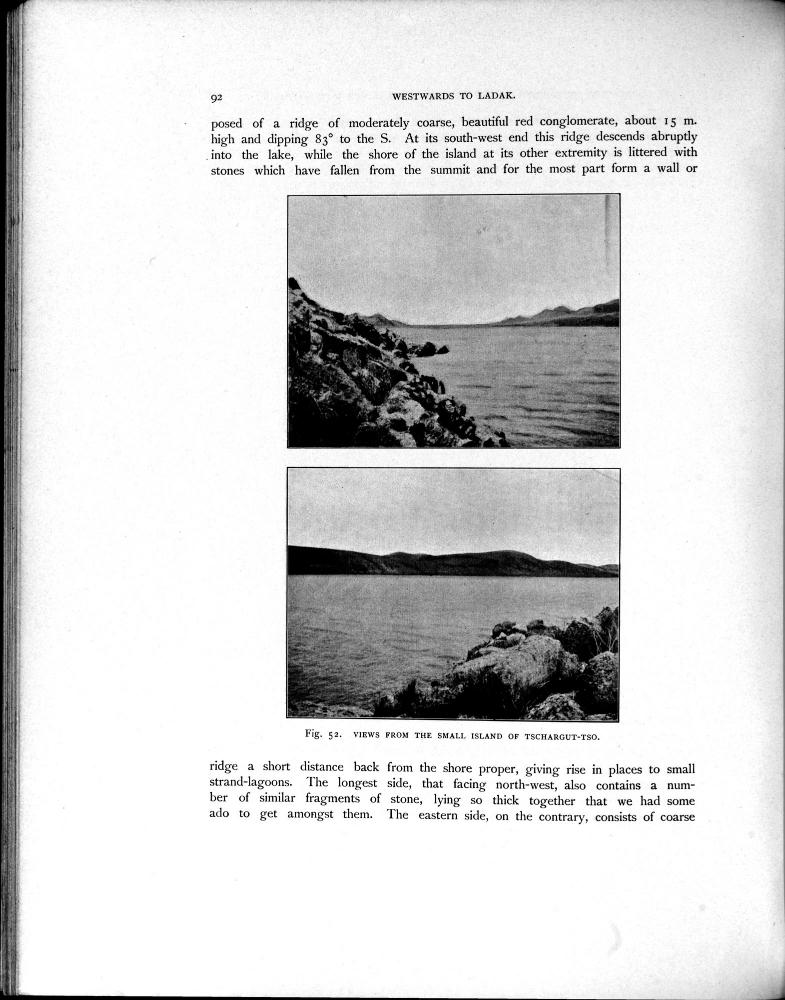 92
WESTWARDS TO LADAK.
posed of a ridge of moderately coarse, beautiful red conglomerate, about 15 m.
high and dipping 83° to the S. At its south-west end this ridge descends abruptly
into the lake, while the shore of the island at its other extremity is littered with
stones which have fallen from the summit and for the most part form a wall or
Fig. 52. VIEWS FROM THE SMALL ISLAND OF TSCHARGUT-TSO.
ridge a short distance back from the shore proper, giving rise in places to small
strand-lagoons. The longest side, that facing north-west, also contains a num-
ber of similar fragments of stone, lying so thick together that we had some
ado to get amongst them. The eastern side, on the contrary, consists of coarse